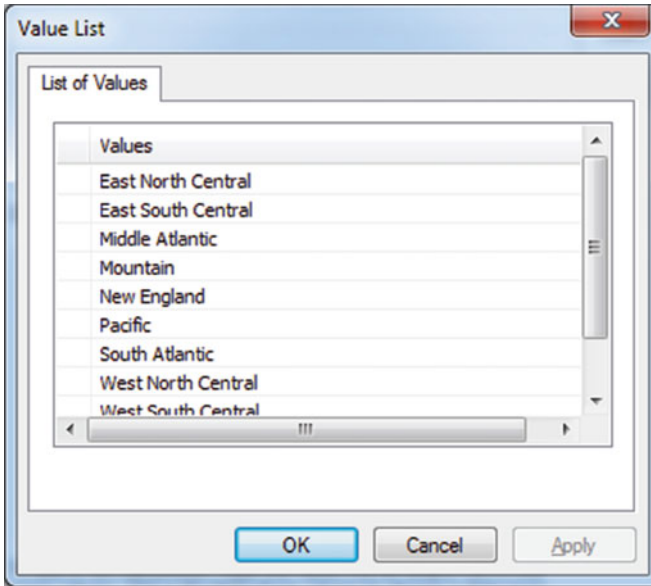 Value List
List of Values
Values
East North Central
East South Central
Middle Atlantic
Mountain
New England
Pacific
South Atlantic
West North Central
West South Central
OK
Cancel
Apply